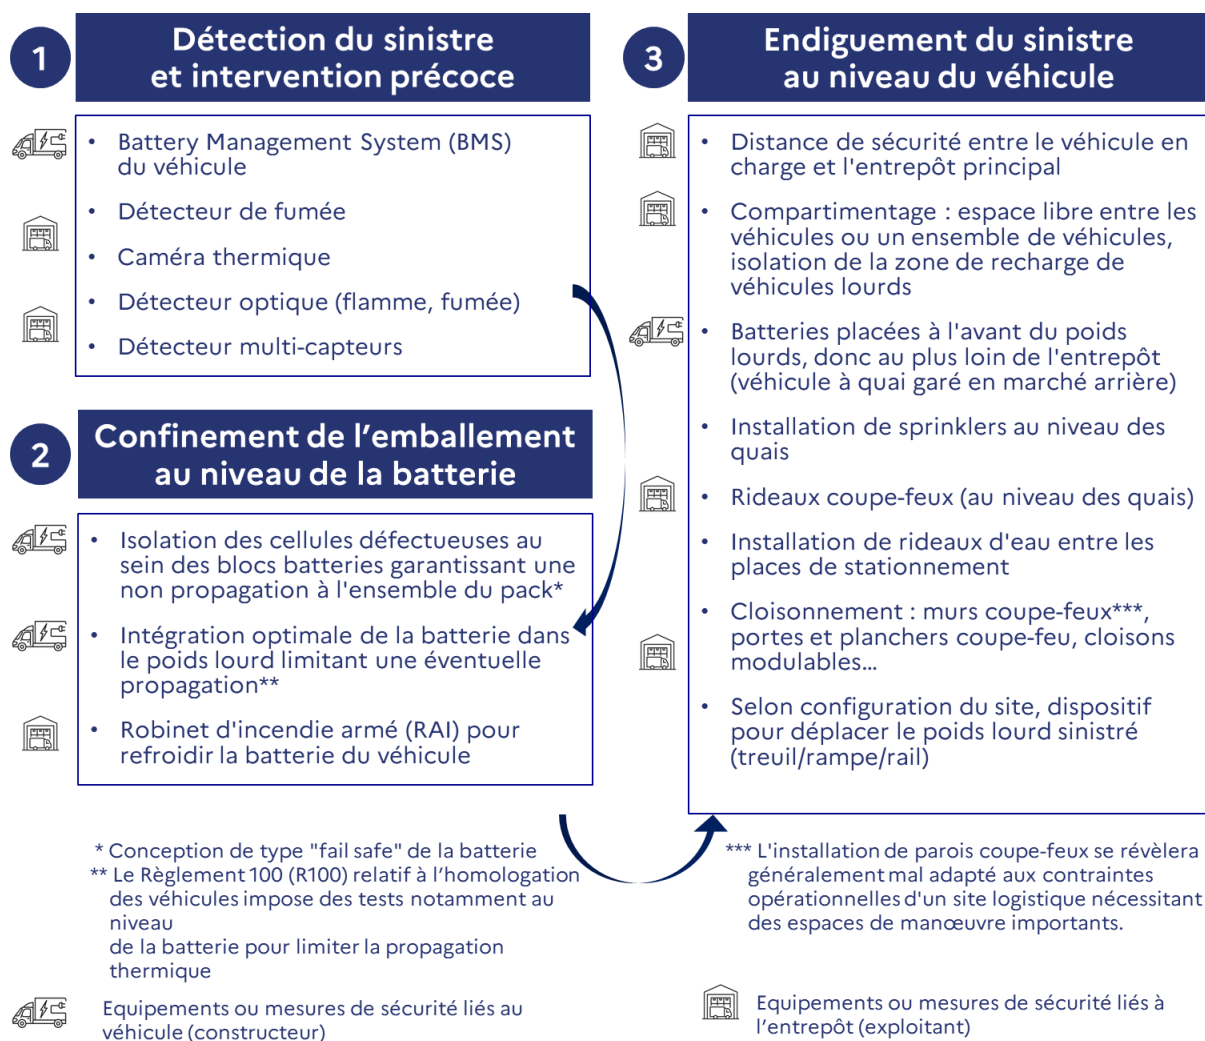 1
Détection du sinistre
et intervention précoce
• Battery Management System (BMS)
du véhicule
• Détecteur de fumée
• Caméra thermique
• Détecteur optique (flamme, fumée)
• Détecteur multi-capteurs
2
Confinement de l'emballement
au niveau de la batterie
• Isolation des cellules défectueuses au
sein des blocs batteries garantissant une
non propagation à l'ensemble du pack*
• Intégration optimale de la batterie dans
le poids lourd limitant une éventuelle
propagation**
• Robinet d'incendie armé (RAI) pour
refroidir la batterie du véhicule
* Conception de type "fail safe" de la batterie
** Le Règlement 100 (R100) relatif à l'homologation
des véhicules impose des tests notamment au
niveau
de la batterie pour limiter la propagation
thermique
Equipements ou mesures de sécurité liés au
véhicule (constructeur)
3
Endiguement du sinistre
au niveau du véhicule
• Distance de sécurité entre le véhicule en
charge et l'entrepôt principal
• Compartimentage : espace libre entre les
véhicules ou un ensemble de véhicules,
isolation de la zone de recharge de
véhicules lourds
• Batteries placées à l'avant du poids
lourds, donc au plus loin de l'entrepôt
(véhicule à quai garé en marché arrière)
• Installation de sprinklers au niveau des
quais
• Rideaux coupe-feux (au niveau des quais)
• Installation de rideaux d'eau entre les
places de stationnement
• Cloisonnement : murs coupe-feux***,
portes et planchers coupe-feu, cloisons
modulables…
• Selon configuration du site, dispositif
pour déplacer le poids lourd sinistré
(treuil/rampe/rail)
*** L'installation de parois coupe-feux se révèlera
généralement mal adapté aux contraintes
opérationnelles d'un site logistique nécessitant
des espaces de manœuvre importants.
Equipements ou mesures de sécurité liés à
l'entrepôt (exploitant)